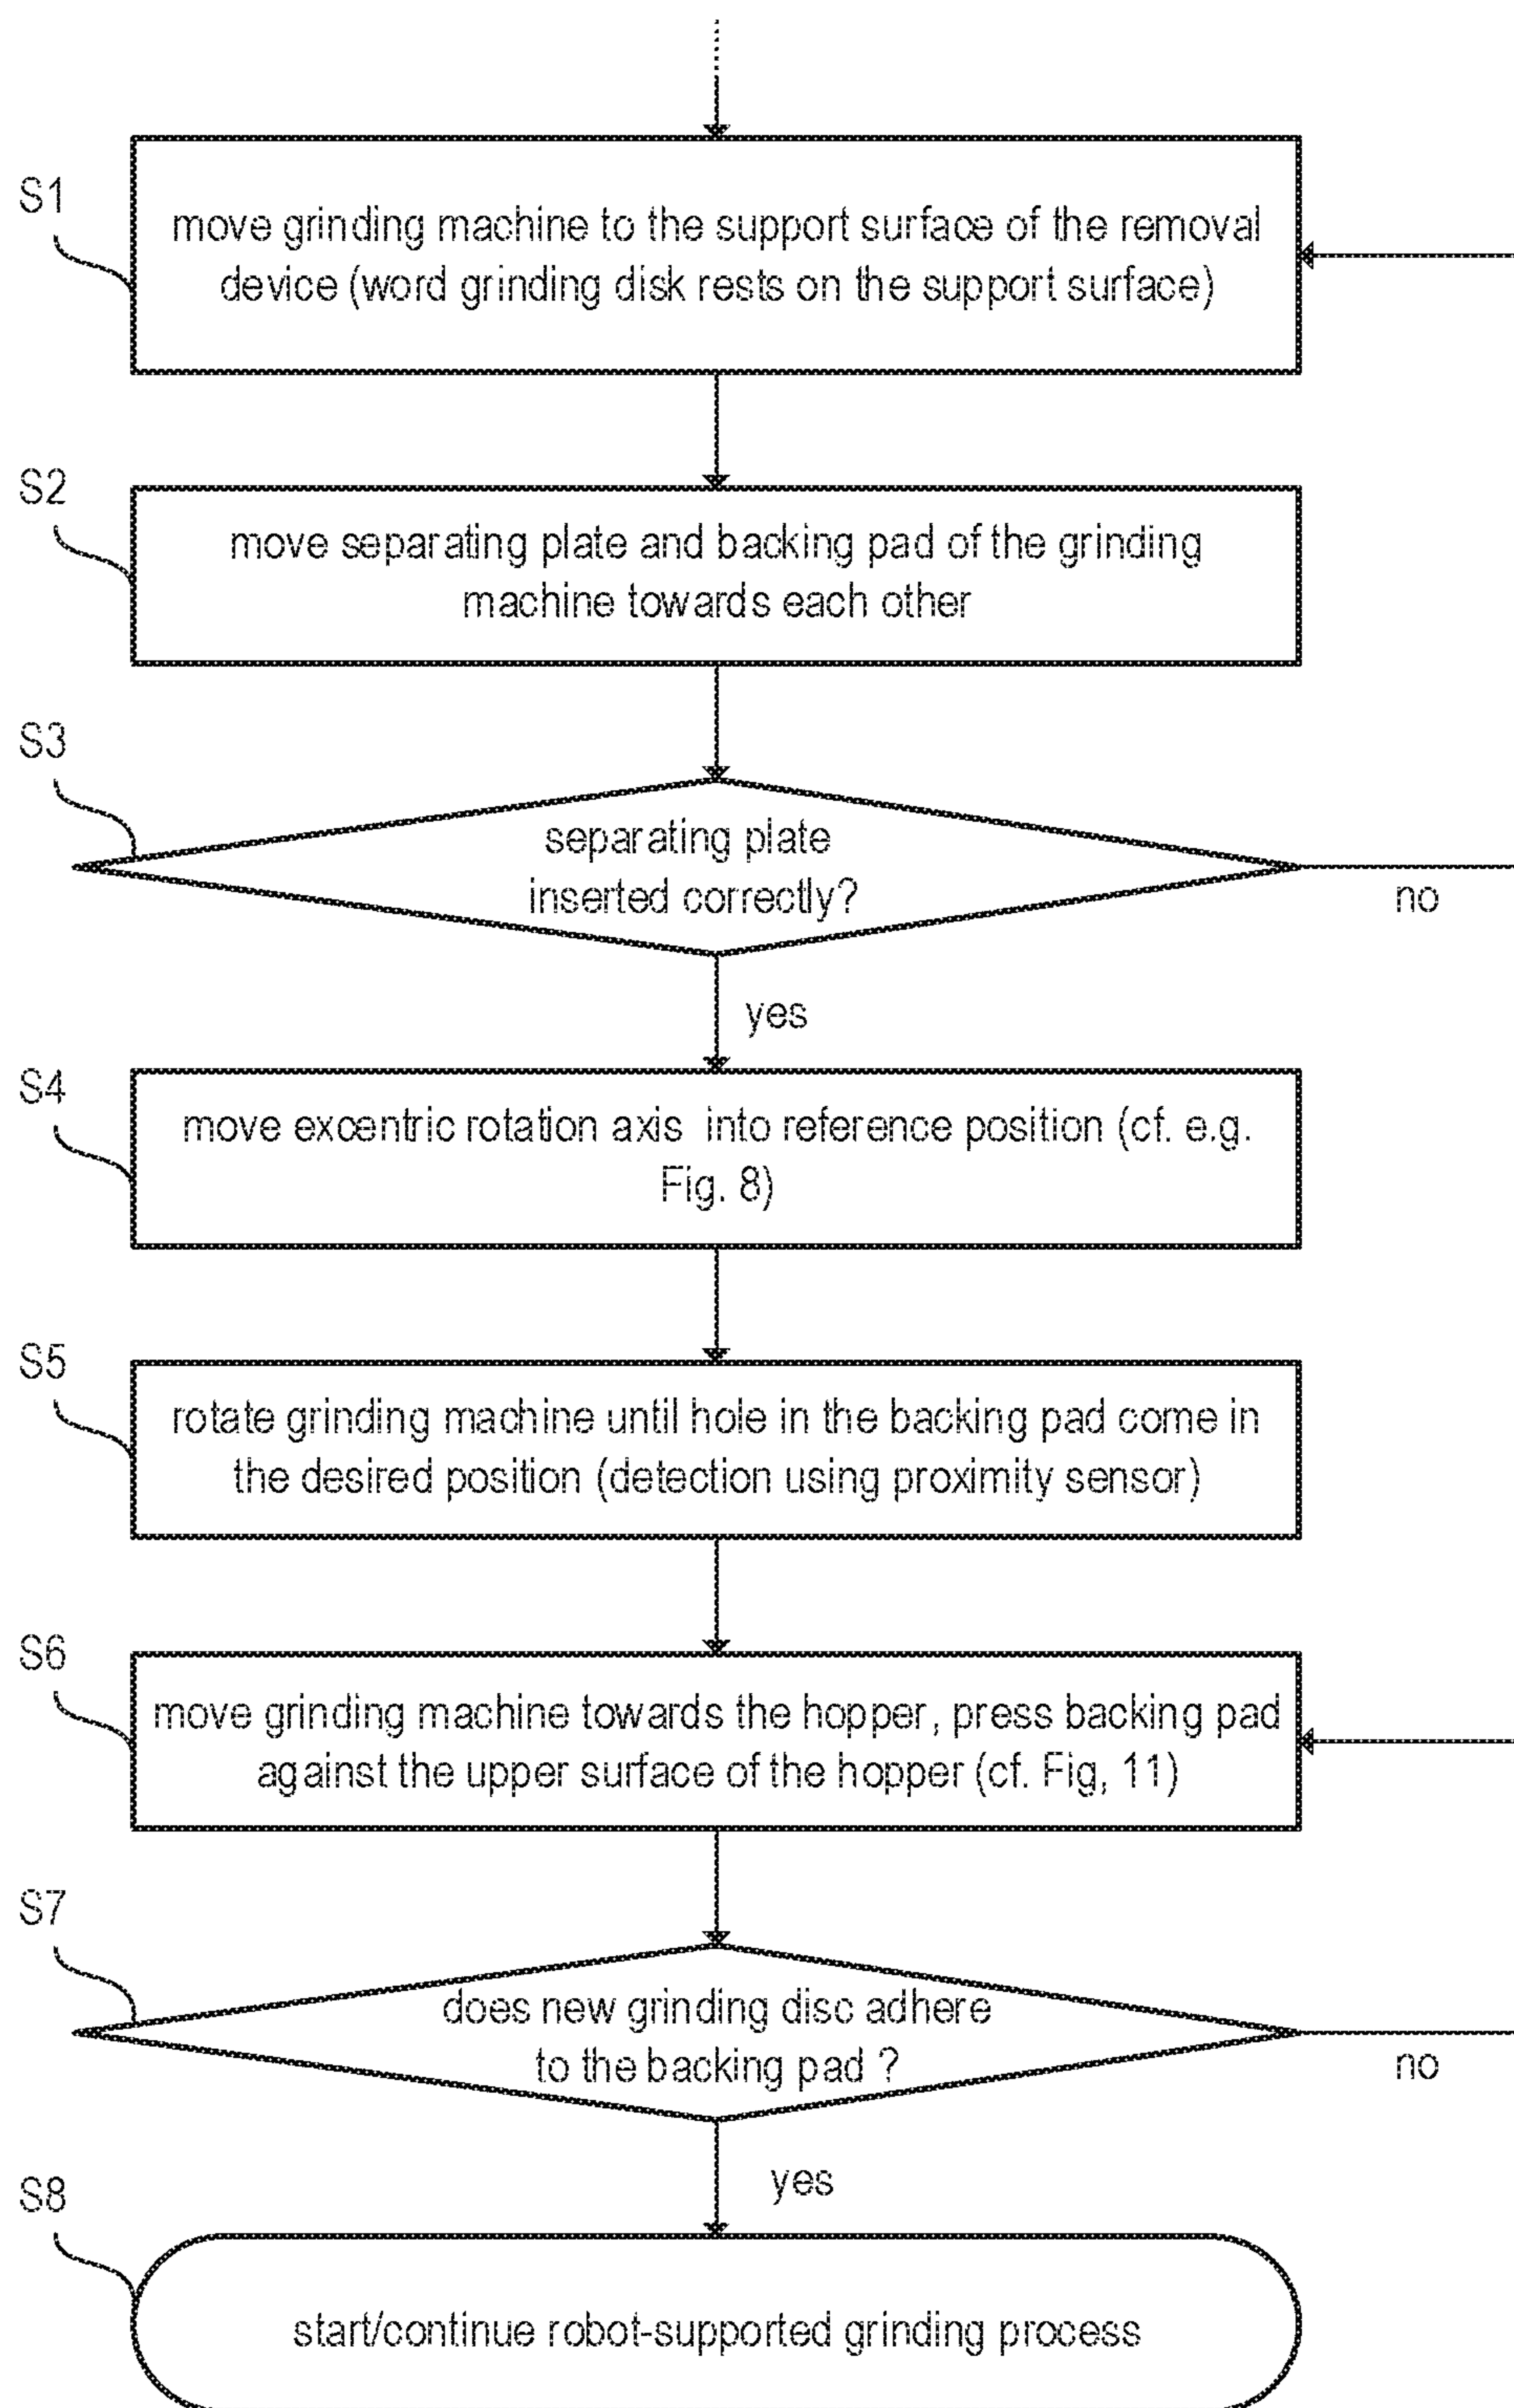 S1
move grinding machine to the support surface of the removal
device (word grinding disk rests on the support surface)
S2
move separating plate and backing pad of the grinding
machine towards each other
S3
separating plate
inserted correctly?
no
yes
S4
move excentric rotation axis into reference position (cf. e.g.
Fig. 8)
S5
rotate grinding machine until hole in the backing pad come in
the desired position (detection using proximity sensor)
S6
move grinding machine towards the hopper, press backing pad
against the upper surface of the hopper (cf. Fig, 11)
S7
does new grinding disc adhere
to the backing pad ?
no
yes
S8
start/continue robot-supported grinding process